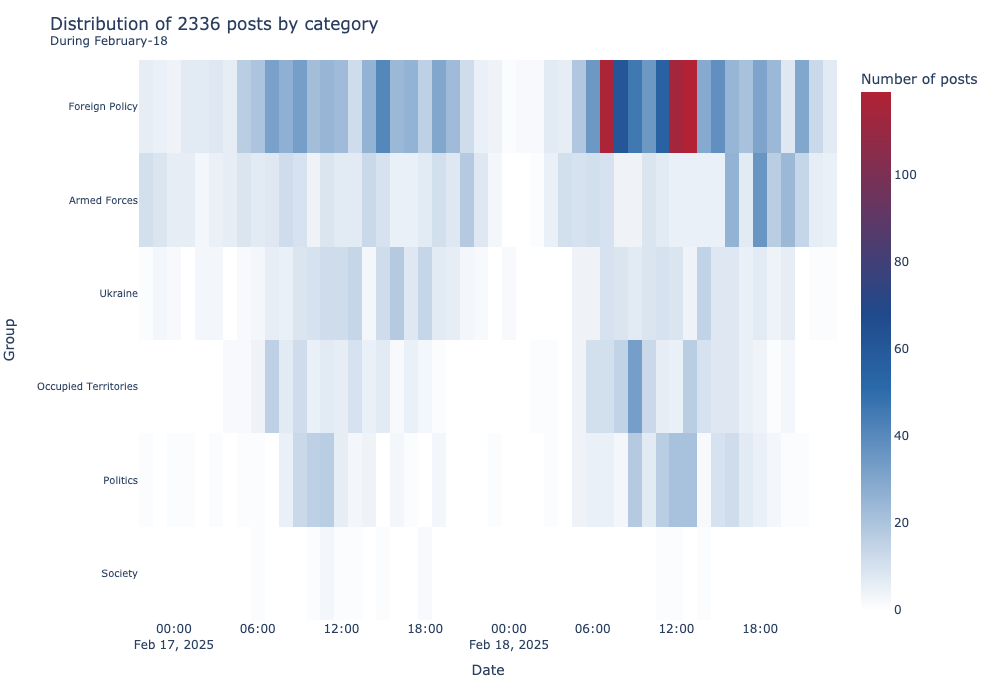 Distribution of 2336 posts by category
During February-18
Number of posts
Foreign Policy
Armed Forces
Ukraine
Occupied Territories
Politics
Society
Group
100
80
60
40
20
0
00:00
Feb 17, 2025
06:00
12:00
18:00
00:00
Feb 18, 2025
06:00
12:00
18:00
Date